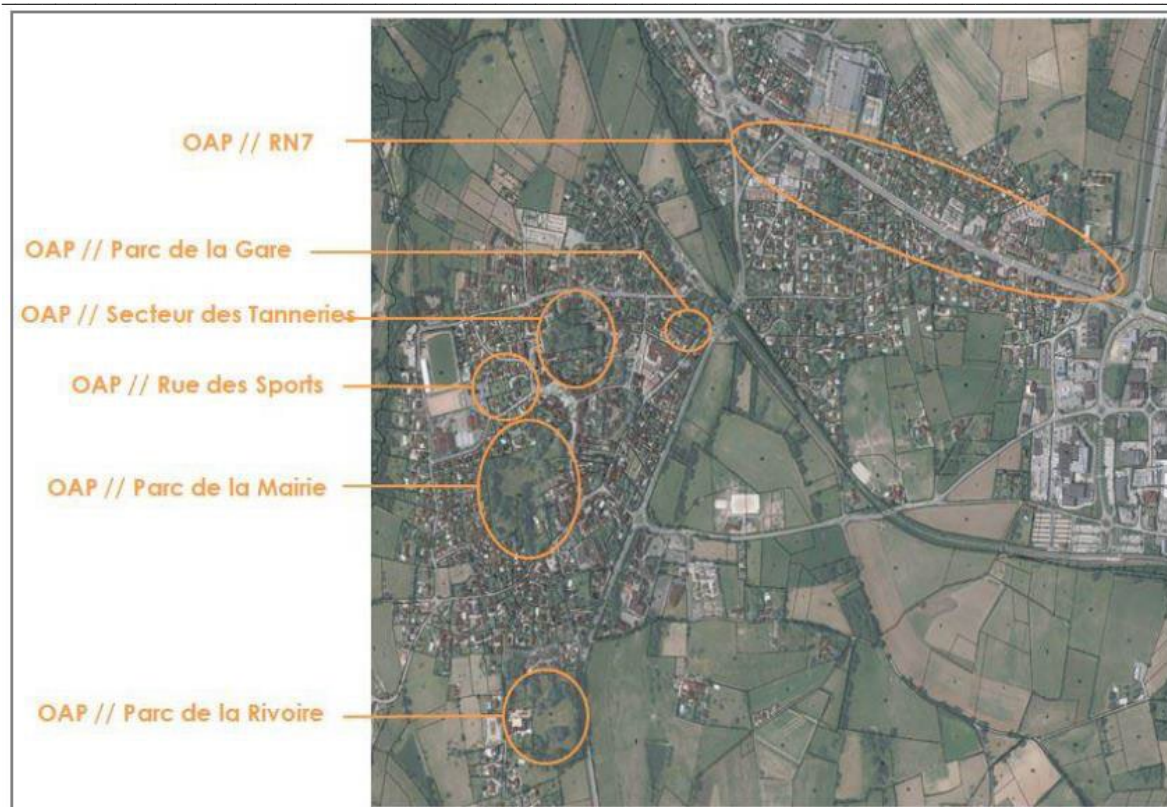 OAP // RN7
OAP // Parc de la Gare
OAP // Secteur des Tanneries
OAP // Rue des Sports
OAP // Parc de la Mairie
OAP // Parc de la Rivoire